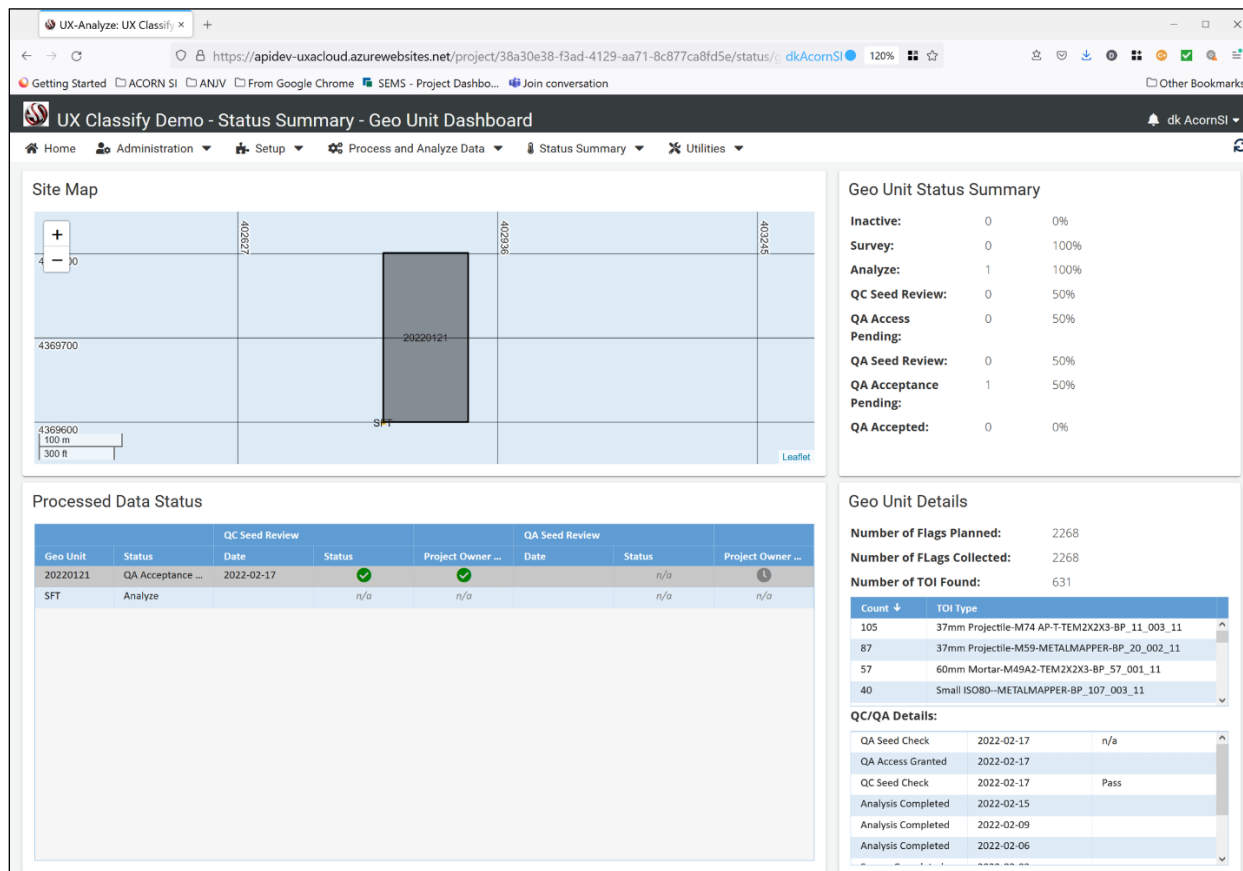 UX-Analyze: UX Classify
https://apidev-uxacloud.azurewebsites.net/project/38a30e38-f3ad-4129-aa71-8c877ca8fd5e/status/g dkAcornSI 120%
Getting Started ACORN SI ANJV From Google Chrome SEMS - Project Dashbo... Join conversation Other Bookmarks
UX Classify Demo - Status Summary - Geo Unit Dashboard dk AcornSI
Home Administration Setup Process and Analyze Data Status Summary Utilities
Site Map
+
−
402627
402936
403245
4369700
4369600
20220121
SFT
100 m
300 ft
Leaflet
Geo Unit Status Summary
Inactive: 0 0%
Survey: 0 100%
Analyze: 1 100%
QC Seed Review: 0 50%
QA Access Pending: 0 50%
QA Seed Review: 0 50%
QA Acceptance Pending: 1 50%
QA Accepted: 0 0%
Processed Data Status
QC Seed Review QA Seed Review
Geo Unit Status Date Status Project Owner ... Date Status Project Owner ...
20220121 QA Acceptance ... 2022-02-17 n/a
SFT Analyze n/a n/a n/a n/a
Geo Unit Details
Number of Flags Planned: 2268
Number of FLags Collected: 2268
Number of TOI Found: 631
Count TOI Type
105 37mm Projectile-M74 AP-T-TEM2X2X3-BP_11_003_11
87 37mm Projectile-M59-METALMAPPER-BP_20_002_11
57 60mm Mortar-M49A2-TEM2X2X3-BP_57_001_11
40 Small ISO80--METALMAPPER-BP_107_003_11
QC/QA Details:
QA Seed Check 2022-02-17 n/a
QA Access Granted 2022-02-17
QC Seed Check 2022-02-17 Pass
Analysis Completed 2022-02-15
Analysis Completed 2022-02-09
Analysis Completed 2022-02-06